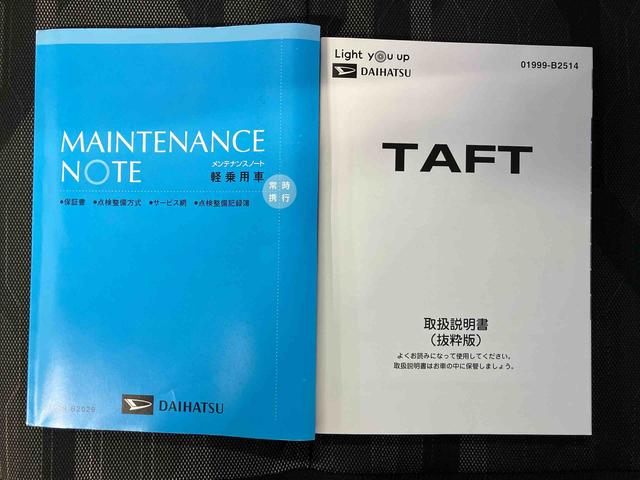 MAINTENANCE
NOTE
メンテナンスノート
軽乗用車
常時
携行
●保証書 ●点検整備方式 ●サービス網 ●点検整備記録簿
B2029
DAIHATSU
Light you up
DAIHATSU
01999-B2514
TAFT
取扱説明書
（抜粋版）
よくお読みになって使用してください。
取扱説明書はお車の中に保管しましょう。